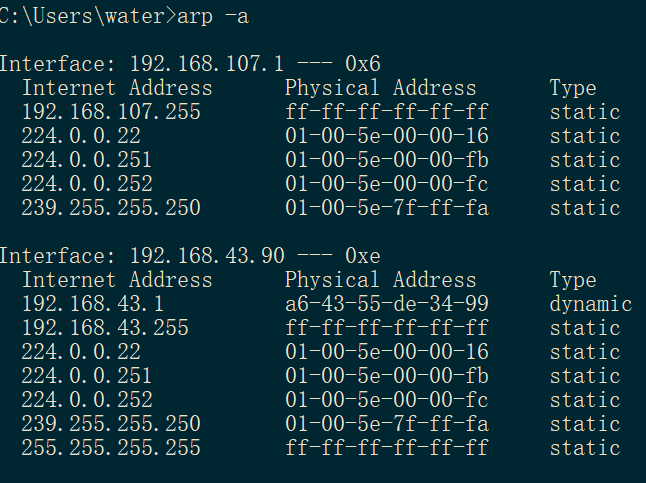 C:\Users\water>arp -a
Interface: 192.168.107.1 --- 0x6
Internet Address Physical Address Type
192.168.107.255 ff-ff-ff-ff-ff-ff static
224.0.0.22 01-00-5e-00-00-16 static
224.0.0.251 01-00-5e-00-00-fb static
224.0.0.252 01-00-5e-00-00-fc static
239.255.255.250 01-00-5e-7f-ff-fa static
Interface: 192.168.43.90 --- 0xe
Internet Address Physical Address Type
192.168.43.1 a6-43-55-de-34-99 dynamic
192.168.43.255 ff-ff-ff-ff-ff-ff static
224.0.0.22 01-00-5e-00-00-16 static
224.0.0.251 01-00-5e-00-00-fb static
224.0.0.252 01-00-5e-00-00-fc static
239.255.255.250 01-00-5e-7f-ff-fa static
255.255.255.255 ff-ff-ff-ff-ff-ff static